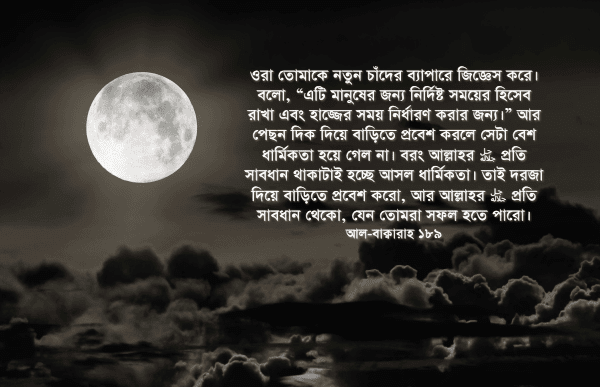 ওরা তোমাকে নতুন চাঁদের ব্যাপারে জিজ্ঞেস করে।
বলো, “এটি মানুষের জন্য নির্দিষ্ট সময়ের হিসেব
রাখা এবং হাজ্জের সময় নির্ধারণ করার জন্য।” আর
পেছন দিক দিয়ে বাড়িতে প্রবেশ করলে সেটা বেশ
ধার্মিকতা হয়ে গেল না। বরং আল্লাহর ﷻ প্রতি
সাবধান থাকাটাই হচ্ছে আসল ধার্মিকতা। তাই দরজা
দিয়ে বাড়িতে প্রবেশ করো, আর আল্লাহর ﷻ প্রতি
সাবধান থেকো, যেন তোমরা সফল হতে পারো।
আল-বাক্বারাহ ১৮৯